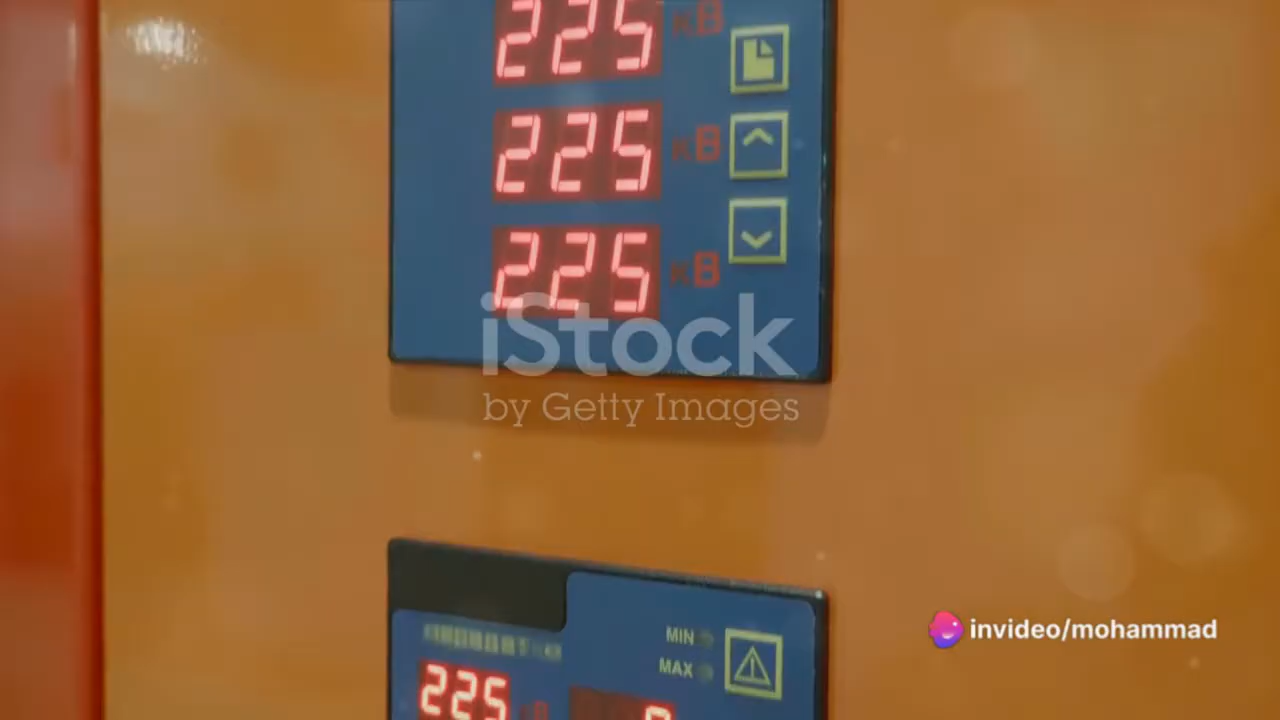 225 кВ
225 кВ
225 кВ
iStock
by Getty Images
invideo/mohammad
MIN
MAX
225